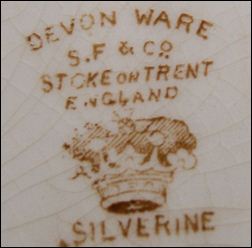 DEVON WARE
S.F & CO
STOKE ON TRENT
ENGLAND
SILVERINE